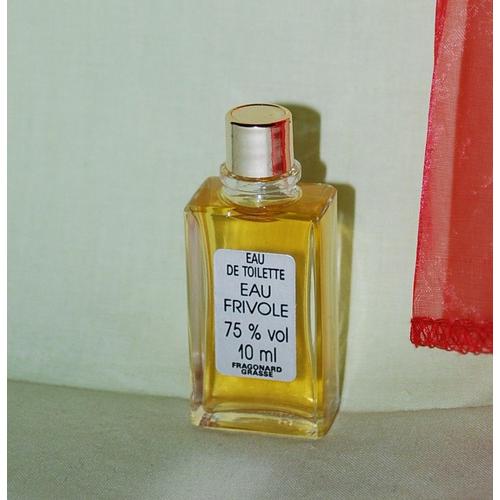 EAU
DE TOILETTE
EAU
FRIVOLE
75 % vol
10 ml
FRAGONARD
GRASSE